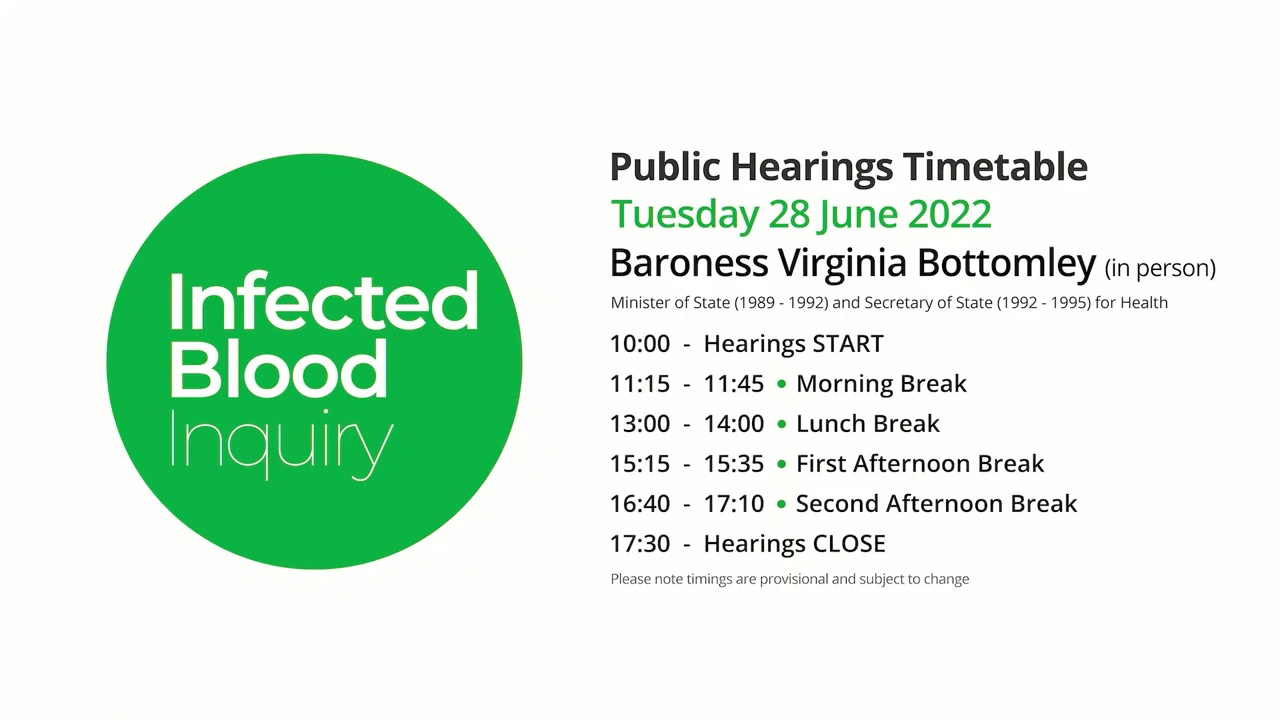 Infected
Blood
Inquiry
Public Hearings Timetable
Tuesday 28 June 2022
Baroness Virginia Bottomley (in person)
Minister of State (1989 - 1992) and Secretary of State (1992 - 1995) for Health
10:00 - Hearings START
11:15 - 11:45 • Morning Break
13:00 - 14:00 • Lunch Break
15:15 - 15:35 • First Afternoon Break
16:40 - 17:10 • Second Afternoon Break
17:30 - Hearings CLOSE
Please note timings are provisional and subject to change